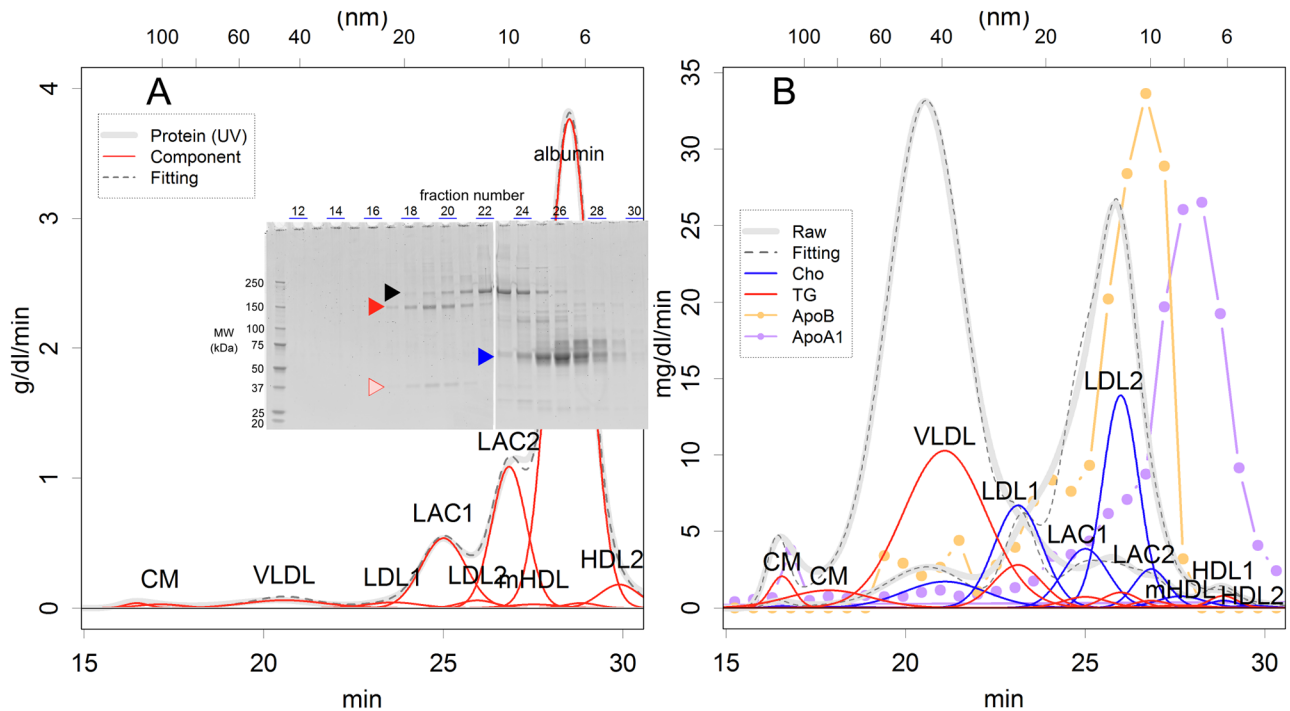 (nm)
100 60 40 20 10 6
A
Protein (UV)
Component
Fitting
albumin
fraction number
12 14 16 18 20 22 24 26 28 30
250
150
100
75
50
37
25
20
MW
(kDa)
LAC2
LAC1
CM VLDL LDL1 LDL2 mHDL HDL2
g/dl/min
4
3
2
1
0
15 20 25 30
min
(nm)
100 60 40 20 10 6
B
Raw
Fitting
Cho
TG
ApoB
ApoA1
LDL2
VLDL
LDL1
LAC1
LAC2
CM CM HDL1
mHDL HDL2
mg/dl/min
35
30
25
20
15
10
5
0
15 20 25 30
min